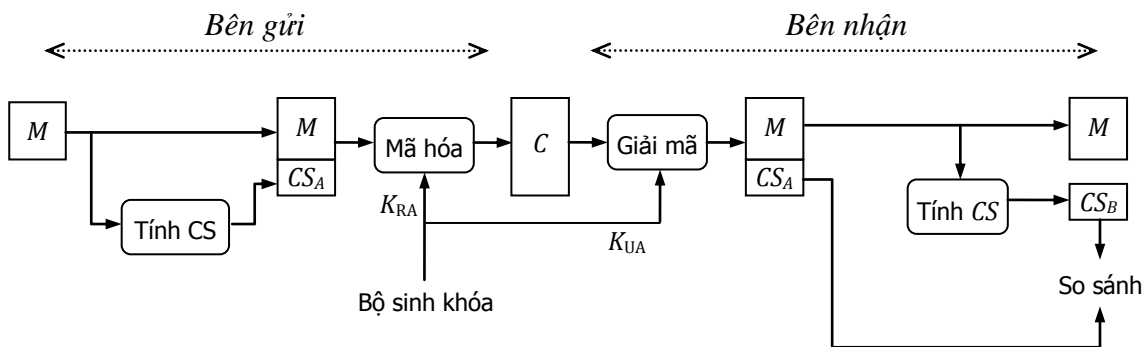 Bên gửi
Bên nhận
M
M
CS_A
Mã hóa
C
Giải mã
M
CS_A
M
Tính CS
K_RA
K_UA
Tính CS
CS_B
Bộ sinh khóa
So sánh